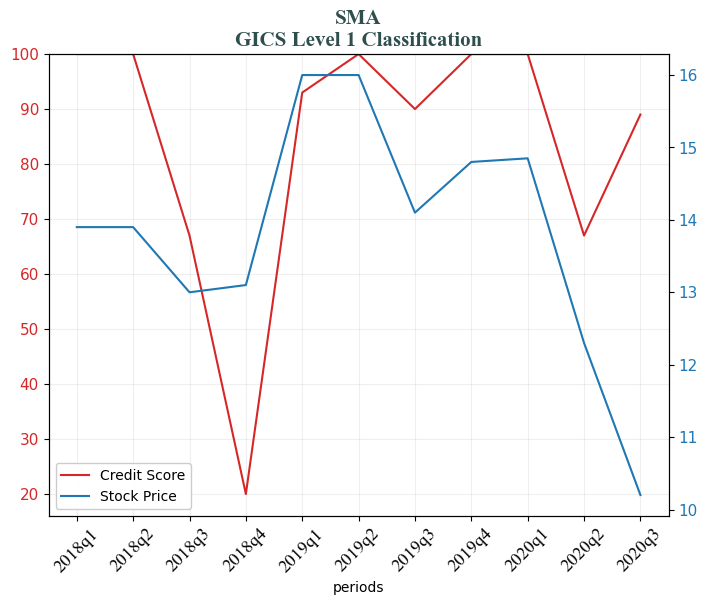 SMA
GICS Level 1 Classification
100
90
80
70
60
50
40
30
20
16
15
14
13
12
11
10
Credit Score
Stock Price
2018q1
2018q2
2018q3
2018q4
2019q1
2019q2
2019q3
2019q4
2020q1
2020q2
2020q3
periods